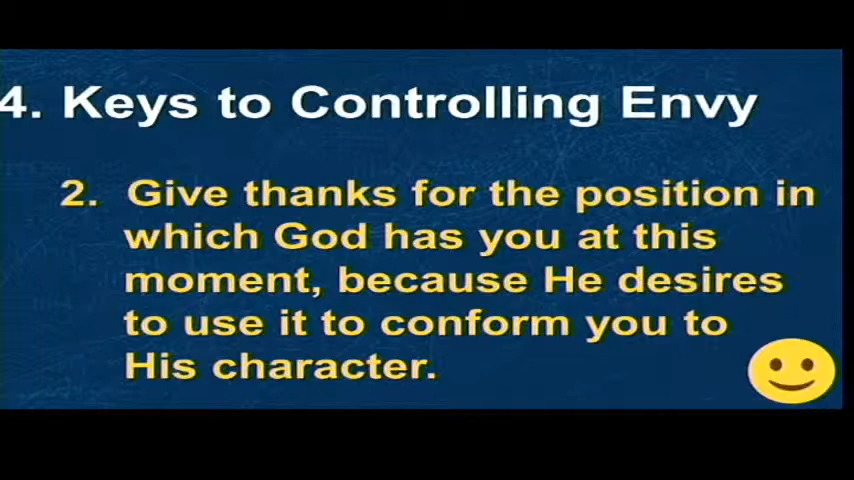 4. Keys to Controlling Envy
2. Give thanks for the position in
which God has you at this
moment, because He desires
to use it to conform you to
His character.